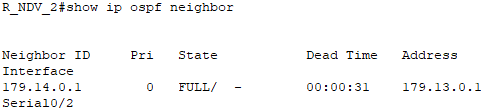 R_NDV_2#show ip ospf neighbor
Neighbor ID     Pri   State           Dead Time   Address
Interface
179.14.0.1        0   FULL/  -        00:00:31    179.13.0.1
Serial0/2